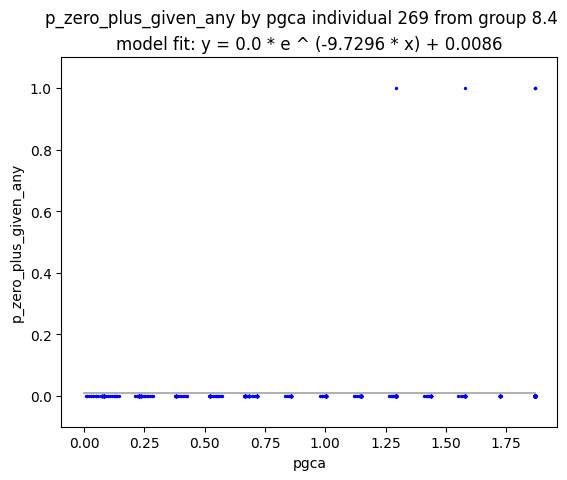 p_zero_plus_given_any by pgca individual 269 from group 8.4
model fit: y = 0.0 * e ^ (-9.7296 * x) + 0.0086
1.0
0.8
0.6
0.4
0.2
0.0
p_zero_plus_given_any
0.00 0.25 0.50 0.75 1.00 1.25 1.50 1.75
pgca